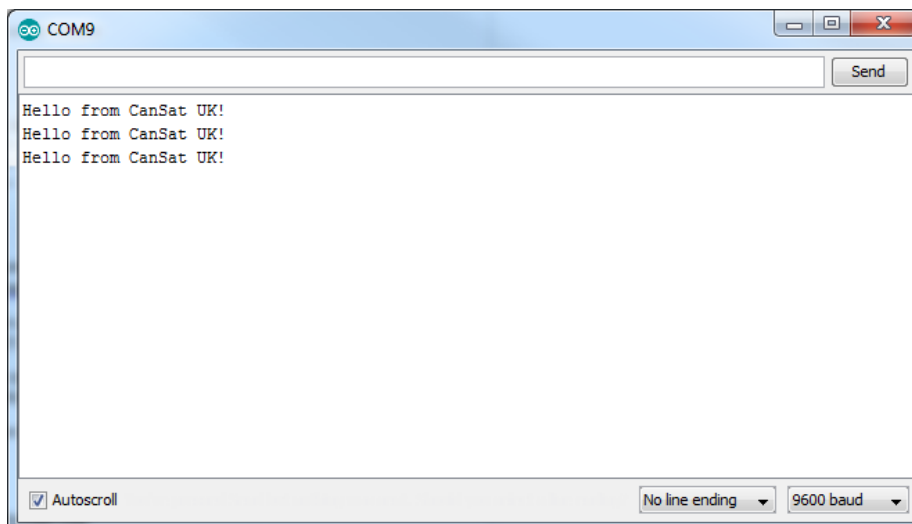 COM9
Send
Hello from CanSat UK!
Hello from CanSat UK!
Hello from CanSat UK!
Autoscroll
No line ending
9600 baud